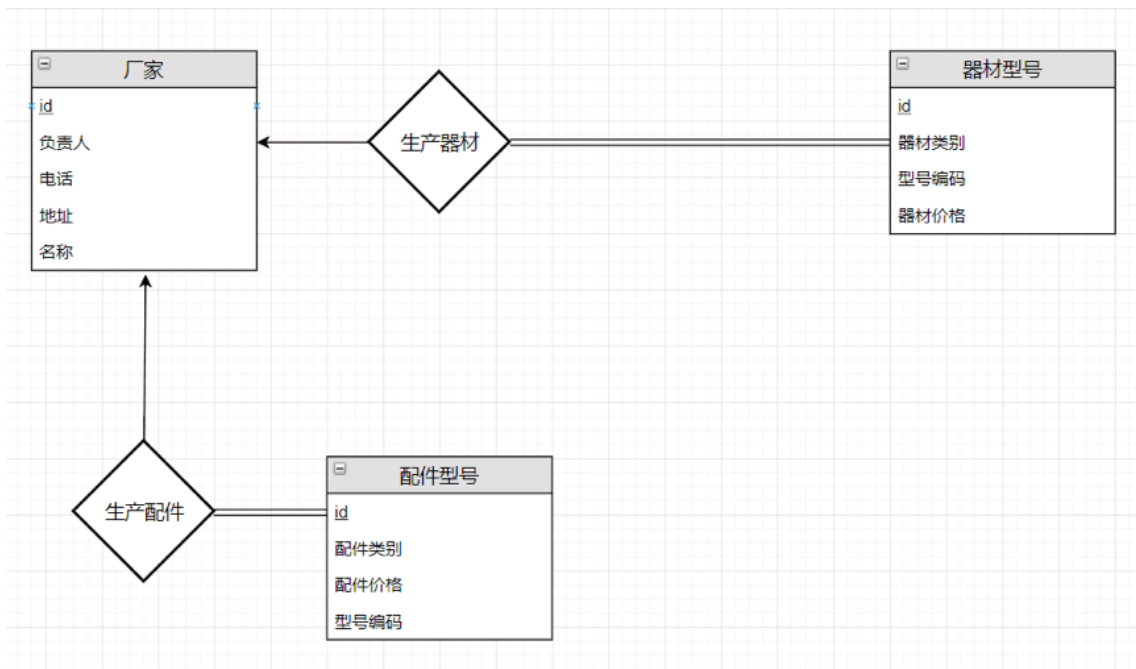 厂家
id
负责人
电话
地址
名称
生产器材
器材型号
id
器材类别
型号编码
器材价格
生产配件
配件型号
id
配件类别
配件价格
型号编码